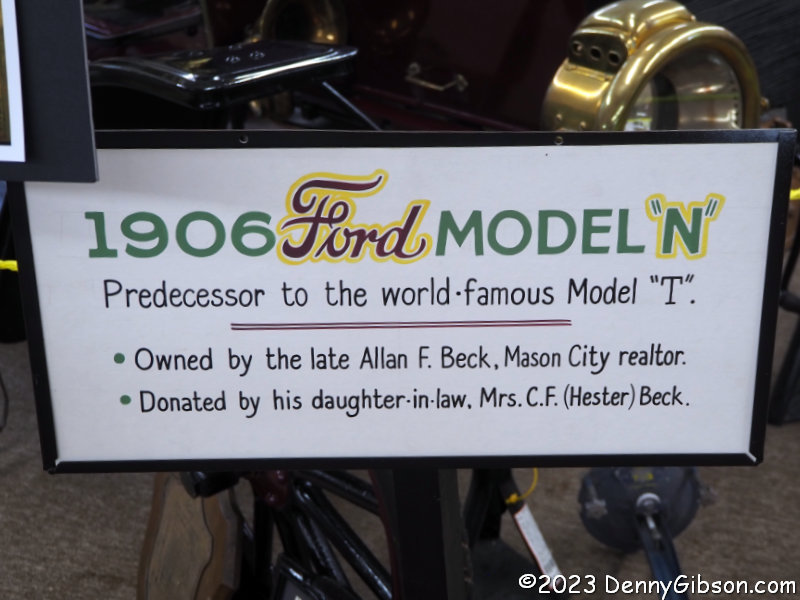 1906 Ford MODEL "N"
Predecessor to the world-famous Model "T".
• Owned by the late Allan F. Beck, Mason City realtor.
• Donated by his daughter-in-law, Mrs. C.F. (Hester) Beck.
©2023 DennyGibson.com